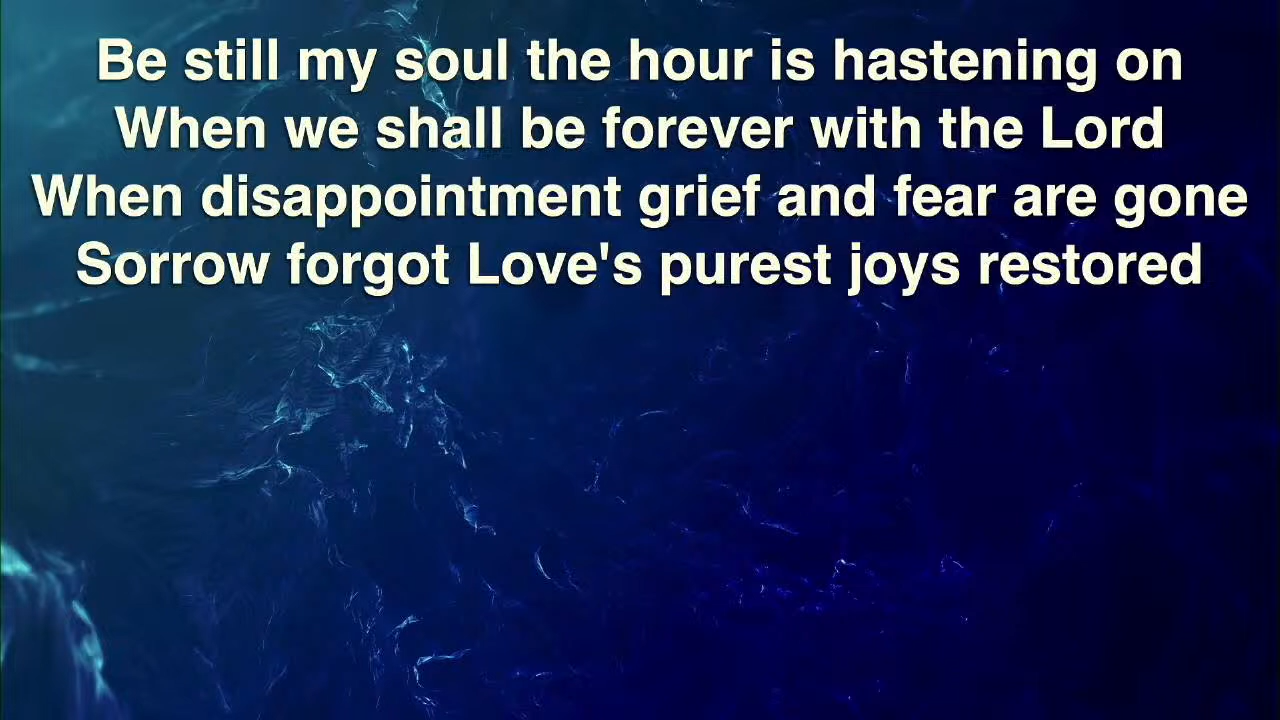 Be still my soul the hour is hastening on
When we shall be forever with the Lord
When disappointment grief and fear are gone
Sorrow forgot Love's purest joys restored